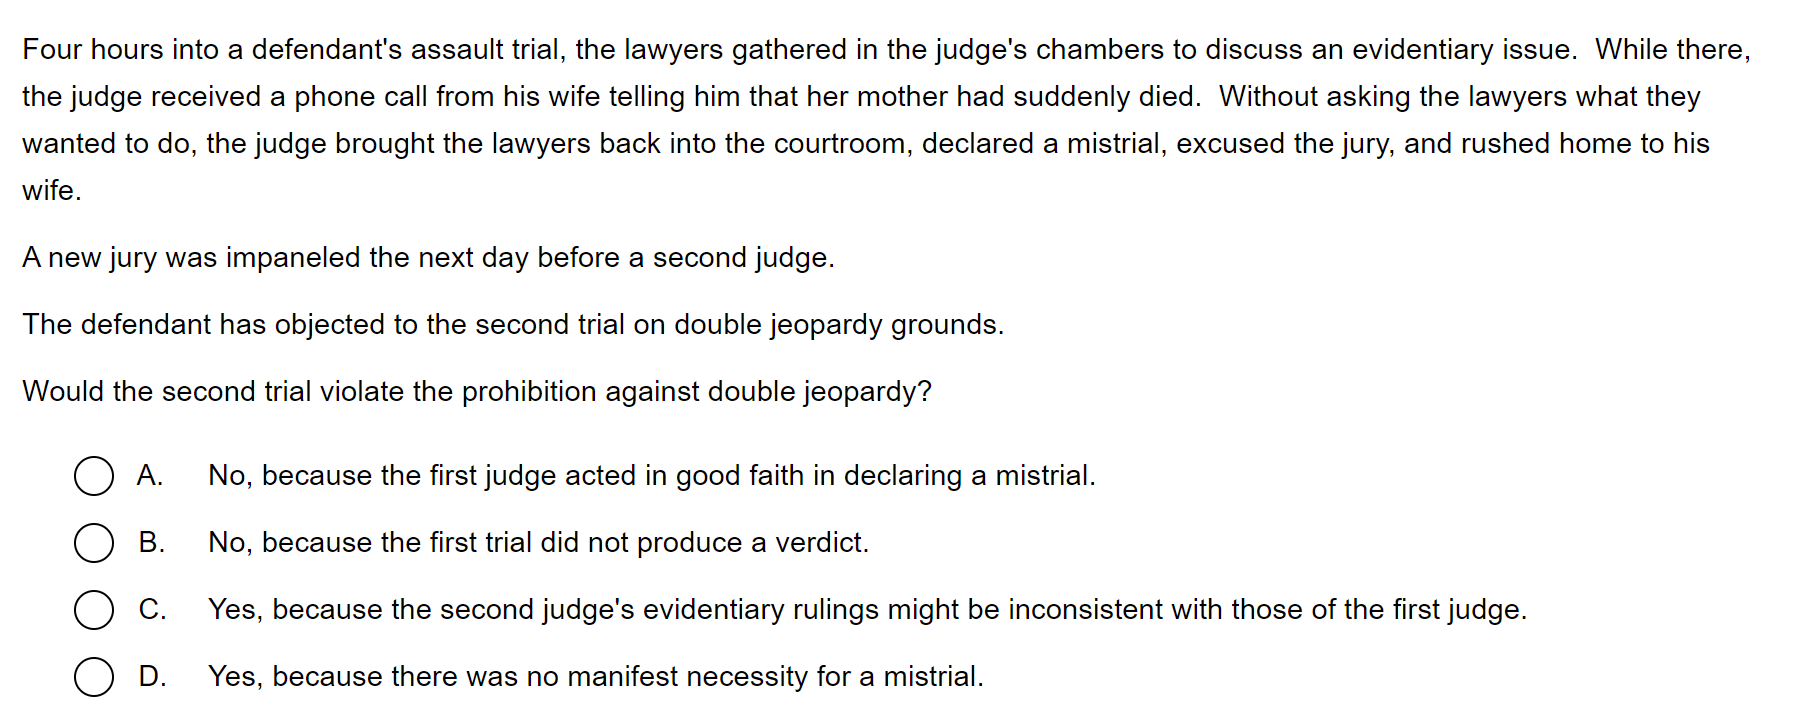 Four hours into a defendant's assault trial, the lawyers gathered in the judge's chambers to discuss an evidentiary issue.  While there,
the judge received a phone call from his wife telling him that her mother had suddenly died.  Without asking the lawyers what they
wanted to do, the judge brought the lawyers back into the courtroom, declared a mistrial, excused the jury, and rushed home to his
wife.
A new jury was impaneled the next day before a second judge.
The defendant has objected to the second trial on double jeopardy grounds.
Would the second trial violate the prohibition against double jeopardy?
A. No, because the first judge acted in good faith in declaring a mistrial.
B. No, because the first trial did not produce a verdict.
C. Yes, because the second judge's evidentiary rulings might be inconsistent with those of the first judge.
D. Yes, because there was no manifest necessity for a mistrial.